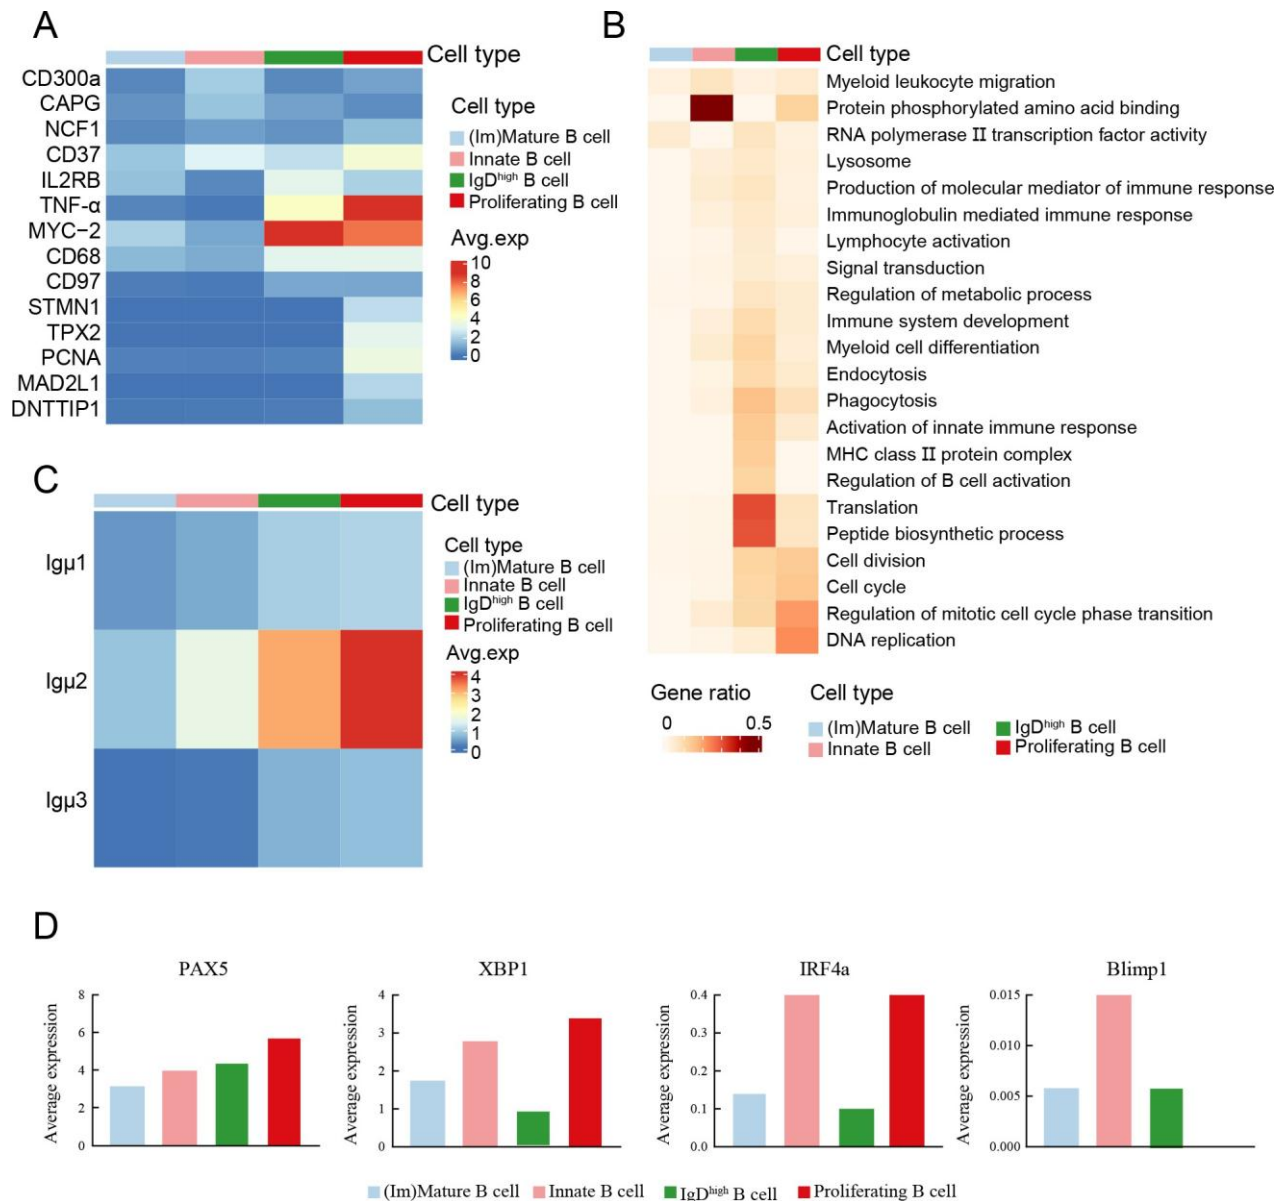 A
Cell type
CD300a
CAPG
NCF1
CD37
IL2RB
TNF-α
MYC-2
CD68
CD97
STMN1
TPX2
PCNA
MAD2L1
DNTTIP1
Cell type
(Im)Mature B cell
Innate B cell
IgDhigh B cell
Proliferating B cell
Avg.exp
10
8
6
4
2
0
B
Cell type
Myeloid leukocyte migration
Protein phosphorylated amino acid binding
RNA polymerase II transcription factor activity
Lysosome
Production of molecular mediator of immune response
Immunoglobulin mediated immune response
Lymphocyte activation
Signal transduction
Regulation of metabolic process
Immune system development
Myeloid cell differentiation
Endocytosis
Phagocytosis
Activation of innate immune response
MHC class II protein complex
Regulation of B cell activation
Translation
Peptide biosynthetic process
Cell division
Cell cycle
Regulation of mitotic cell cycle phase transition
DNA replication
Gene ratio
0 0.5
Cell type
(Im)Mature B cell
Innate B cell
IgDhigh B cell
Proliferating B cell
C
Cell type
Igμ1
Igμ2
Igμ3
Cell type
(Im)Mature B cell
Innate B cell
IgDhigh B cell
Proliferating B cell
Avg.exp
4
3
2
1
0
D
PAX5
Average expression
8
6
4
2
0
XBP1
Average expression
4
3
2
1
0
IRF4a
Average expression
0.4
0.3
0.2
0.1
0.0
Blimp1
Average expression
0.015
0.010
0.005
0.000
(Im)Mature B cell Innate B cell IgDhigh B cell Proliferating B cell